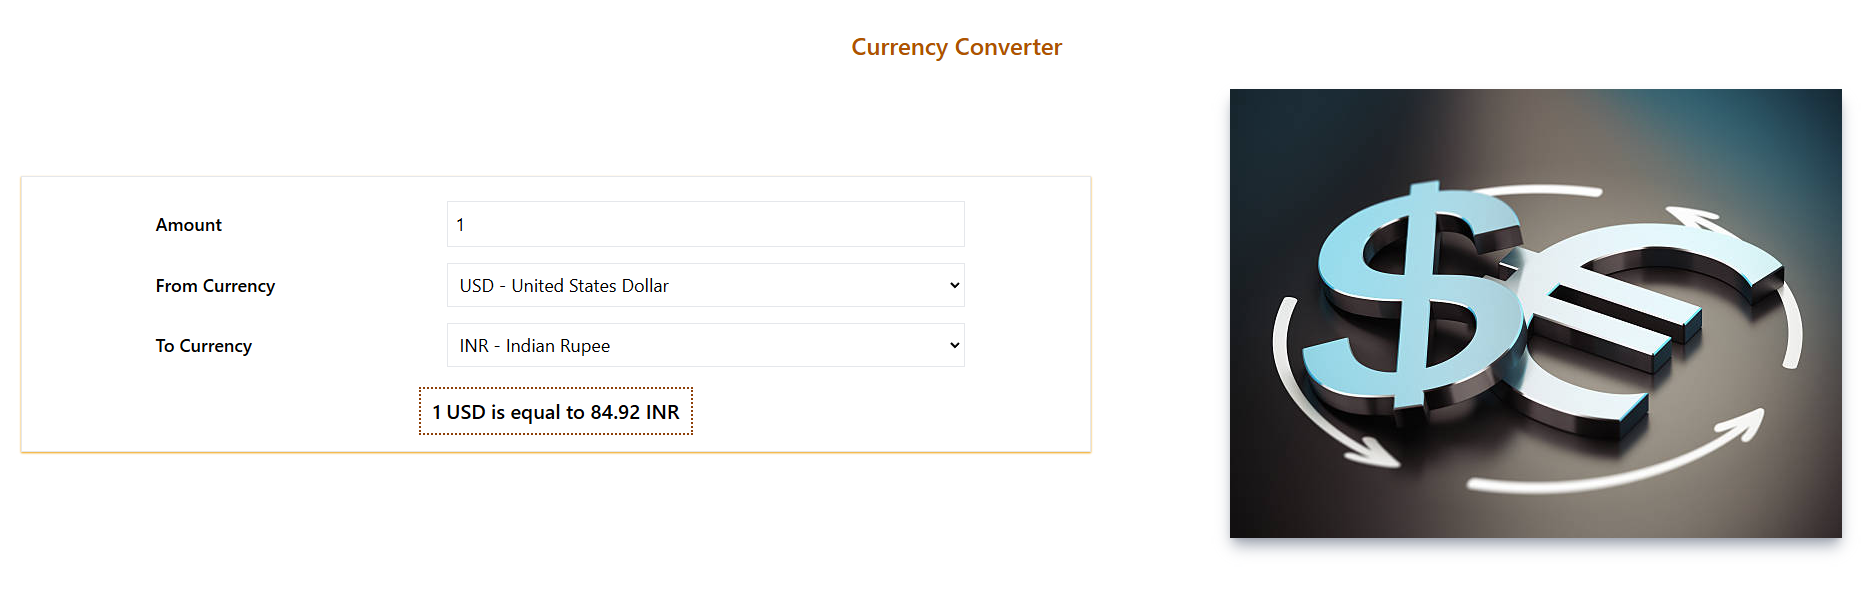 Currency Converter
Amount
1
From Currency
USD - United States Dollar
To Currency
INR - Indian Rupee
1 USD is equal to 84.92 INR